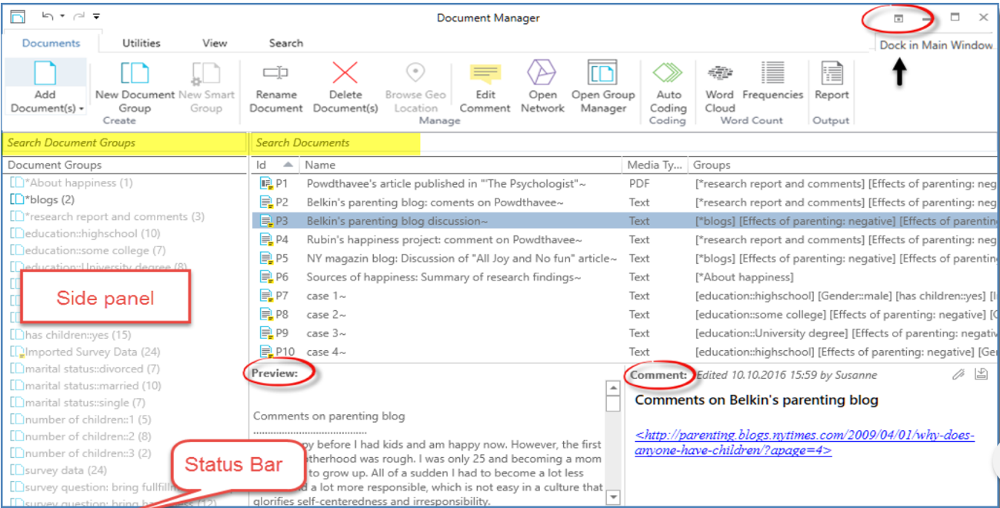 Document Manager
Documents Utilities View Search
Dock in Main Window
Add Document(s)
New Document Group
New Smart Group
Create
Rename Document
Delete Document(s)
Browse Geo Location
Edit Comment
Open Network
Open Group Manager
Manage
Auto Coding
Coding
Word Cloud
Frequencies
Word Count
Report
Output
Search Document Groups
Document Groups
*About happiness (1)
*blogs (2)
*research report and comments (3)
education::highschool (10)
education::some college (7)
education::University degree (8)
Side panel
has children::yes (15)
Imported Survey Data (24)
marital status::divorced (7)
marital status::married (10)
marital status::single (7)
number of children::1 (5)
number of children::2 (8)
number of children::3 (2)
survey data (24)
survey question: bring fullfill
survey question: bring (12)
Status Bar
Search Documents
Id Name Media Ty... Groups
P1 Powdthavee's article published in "'The Psychologist"~ PDF [*research report and comments] [Effects of parenting: neg
P2 Belkin's parenting blog: coments on Powdthavee~ Text [*research report and comments] [Effects of parenting: neg
P3 Belkin's parenting blog discussion~ Text [*blogs] [Effects of parenting: negative] [Effects of parenting
P4 Rubin's happiness project: comment on Powdthavee~ Text [*research report and comments] [Effects of parenting: neg
P5 NY magazin blog: Discussion of "All Joy and No fun" article~ Text [*blogs] [Effects of parenting: negative] [Effects of parenting
P6 Sources of happiness: Summary of research findings~ Text [*About happiness]
P7 case 1~ Text [education::highschool] [Gender::male] [has children::yes] [I
P8 case 2~ Text [education::some college] [Effects of parenting: negative]
P9 case 3~ Text [education::University degree] [Effects of parenting: negati
P10 case 4~ Text [education::highschool] [Effects of parenting: negative] [Ge
Preview:
Comments on parenting blog
......................................
py before I had kids and am happy now. However, the first
therhood was rough. I was only 25 and becoming a mom
to grow up. All of a sudden I had to become a lot less
d a lot more responsible, which is not easy in a culture that
glorifies self-centeredness and irresponsibility.
Comment: Edited 10.10.2016 15:59 by Susanne
Comments on Belkin's parenting blog
<http://parenting.blogs.nytimes.com/2009/04/01/why-does-
anyone-have-children/?apage=4>